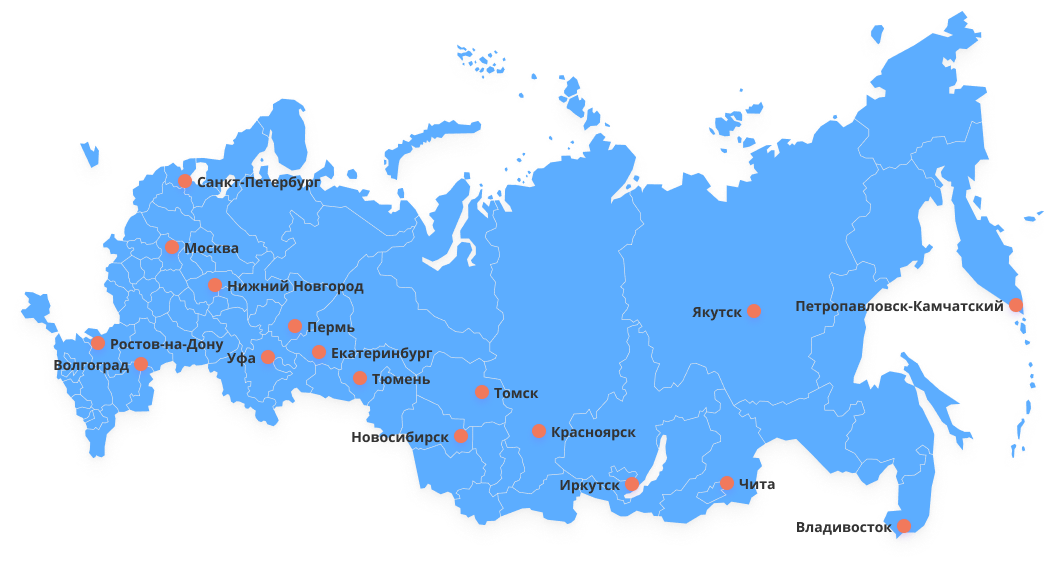 Санкт-Петербург
Москва
Нижний Новгород
Петропавловск-Камчатский
Якутск
Пермь
Ростов-на-Дону
Екатеринбург
Уфа
Волгоград
Тюмень
Томск
Красноярск
Новосибирск
Иркутск
Чита
Владивосток